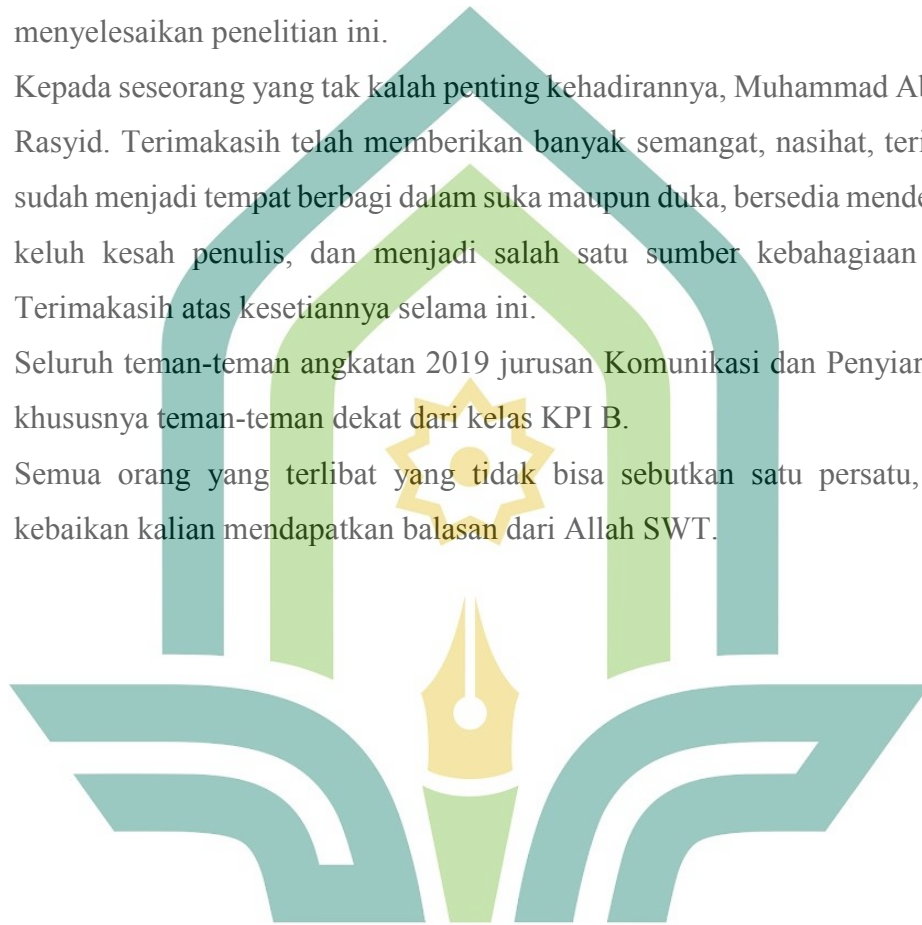 menyelesaikan penelitian ini.
Kepada seseorang yang tak kalah penting kehadirannya, Muhammad
Rasyid. Terimakasih telah memberikan banyak semangat, nasihat,
sudah menjadi tempat berbagi dalam suka maupun duka, bersedia
keluh kesah penulis, dan menjadi salah satu sumber kebahagiaan
Terimakasih atas kesetiannya selama ini.
Seluruh teman-teman angkatan 2019 jurusan Komunikasi dan
khususnya teman-teman dekat dari kelas KPI B.
Semua orang yang terlibat yang tidak bisa sebutkan satu persatu,
kebaikan kalian mendapatkan balasan dari Allah SWT.